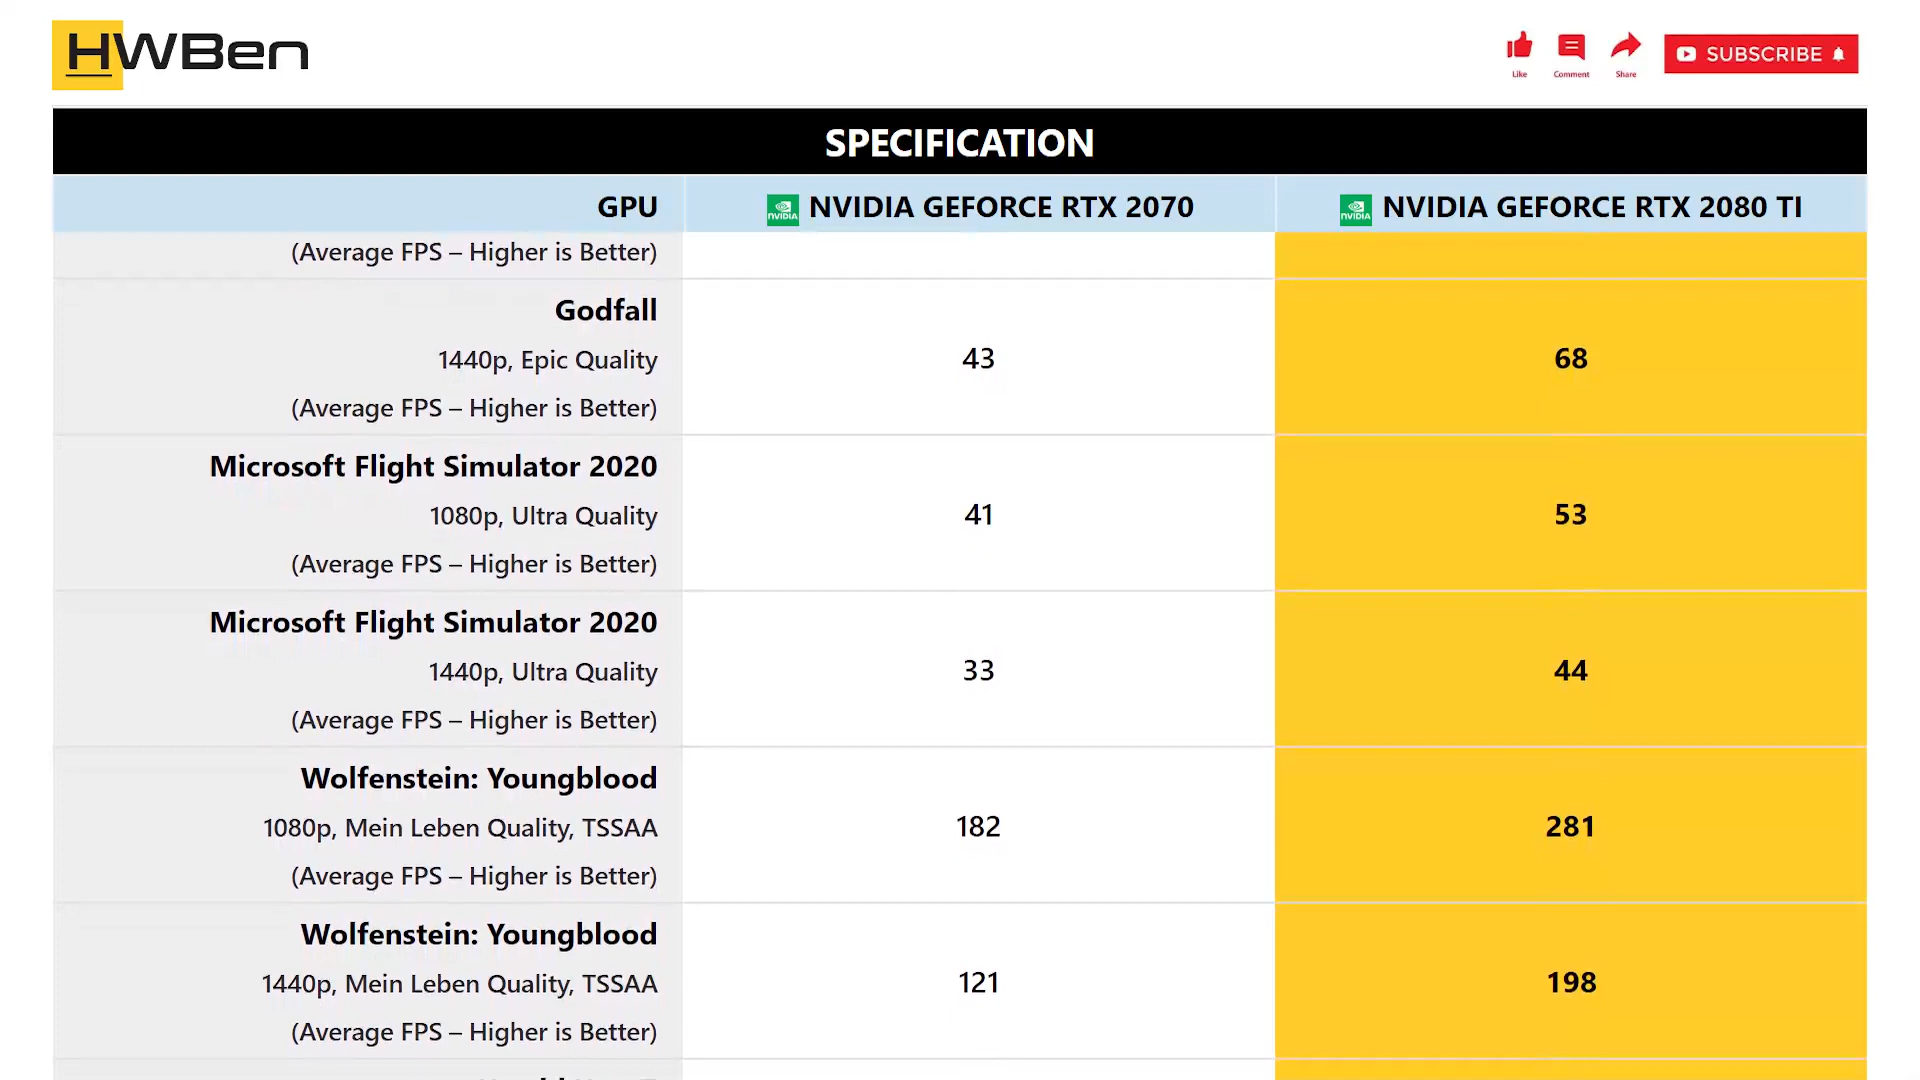 HWBen
Like
Comment
Share
SUBSCRIBE
SPECIFICATION
GPU
NVIDIA NVIDIA GEFORCE RTX 2070
NVIDIA NVIDIA GEFORCE RTX 2080 TI
(Average FPS – Higher is Better)
Godfall
1440p, Epic Quality
(Average FPS – Higher is Better)
43
68
Microsoft Flight Simulator 2020
1080p, Ultra Quality
(Average FPS – Higher is Better)
41
53
Microsoft Flight Simulator 2020
1440p, Ultra Quality
(Average FPS – Higher is Better)
33
44
Wolfenstein: Youngblood
1080p, Mein Leben Quality, TSSAA
(Average FPS – Higher is Better)
182
281
Wolfenstein: Youngblood
1440p, Mein Leben Quality, TSSAA
(Average FPS – Higher is Better)
121
198